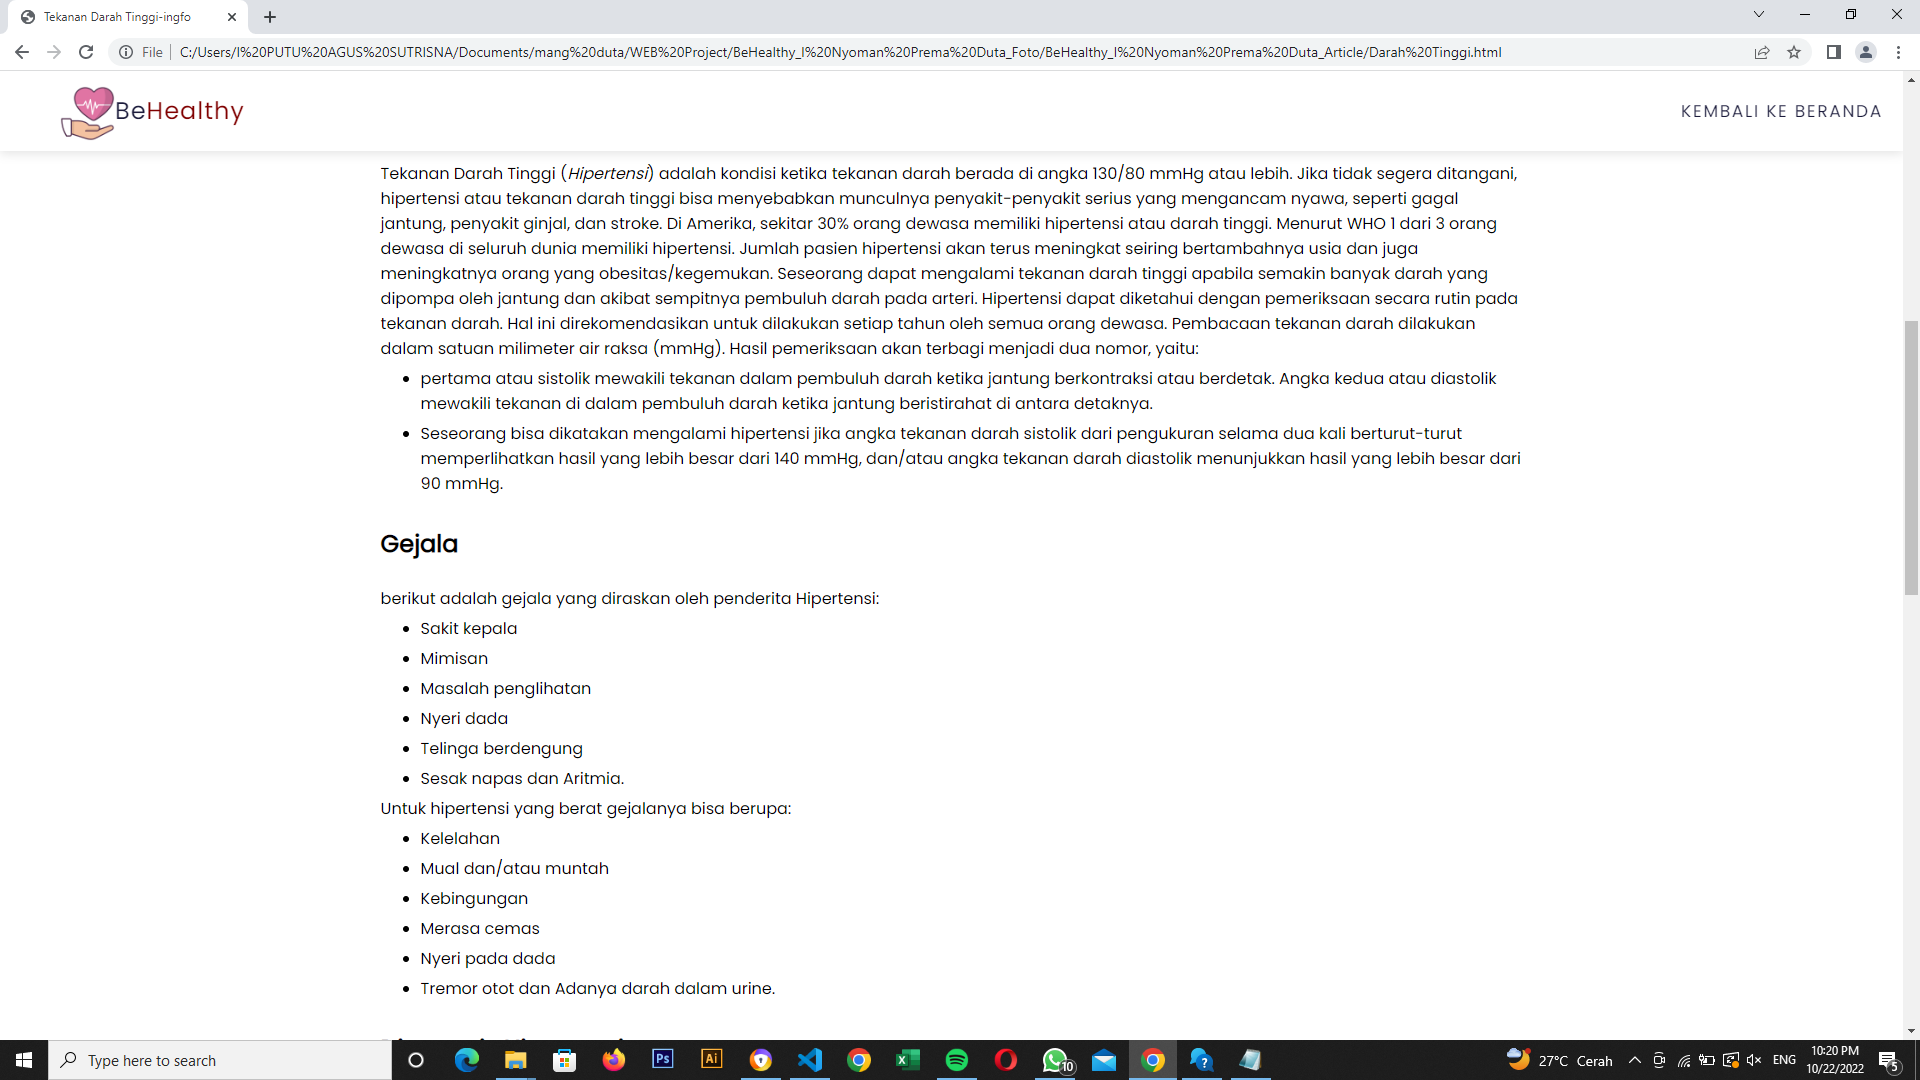 Tekanan Darah Tinggi-ingfo
File
C:/Users/I%20PUTU%20AGUS%20SUTRISNA/Documents/mang%20duta/WEB%20Project/BeHealthy_I%20Nyoman%20Prema%20Duta_Foto/BeHealthy_I%20Nyoman%20Prema%20Duta_Article/Darah%20Tinggi.html
BeHealthy
KEMBALI KE BERANDA
Tekanan Darah Tinggi (Hipertensi) adalah kondisi ketika tekanan darah berada di angka 130/80 mmHg atau lebih. Jika tidak segera ditangani,
hipertensi atau tekanan darah tinggi bisa menyebabkan munculnya penyakit-penyakit serius yang mengancam nyawa, seperti gagal
jantung, penyakit ginjal, dan stroke. Di Amerika, sekitar 30% orang dewasa memiliki hipertensi atau darah tinggi. Menurut WHO 1 dari 3 orang
dewasa di seluruh dunia memiliki hipertensi. Jumlah pasien hipertensi akan terus meningkat seiring bertambahnya usia dan juga
meningkatnya orang yang obesitas/kegemukan. Seseorang dapat mengalami tekanan darah tinggi apabila semakin banyak darah yang
dipompa oleh jantung dan akibat sempitnya pembuluh darah pada arteri. Hipertensi dapat diketahui dengan pemeriksaan secara rutin pada
tekanan darah. Hal ini direkomendasikan untuk dilakukan setiap tahun oleh semua orang dewasa. Pembacaan tekanan darah dilakukan
dalam satuan milimeter air raksa (mmHg). Hasil pemeriksaan akan terbagi menjadi dua nomor, yaitu:
pertama atau sistolik mewakili tekanan dalam pembuluh darah ketika jantung berkontraksi atau berdetak. Angka kedua atau diastolik
mewakili tekanan di dalam pembuluh darah ketika jantung beristirahat di antara detaknya.
Seseorang bisa dikatakan mengalami hipertensi jika angka tekanan darah sistolik dari pengukuran selama dua kali berturut-turut
memperlihatkan hasil yang lebih besar dari 140 mmHg, dan/atau angka tekanan darah diastolik menunjukkan hasil yang lebih besar dari
90 mmHg.
Gejala
berikut adalah gejala yang diraskan oleh penderita Hipertensi:
Sakit kepala
Mimisan
Masalah penglihatan
Nyeri dada
Telinga berdengung
Sesak napas dan Aritmia.
Untuk hipertensi yang berat gejalanya bisa berupa:
Kelelahan
Mual dan/atau muntah
Kebingungan
Merasa cemas
Nyeri pada dada
Tremor otot dan Adanya darah dalam urine.
Type here to search
Ps
Ai
10
27°C Cerah
ENG
10:20 PM
10/22/2022
5